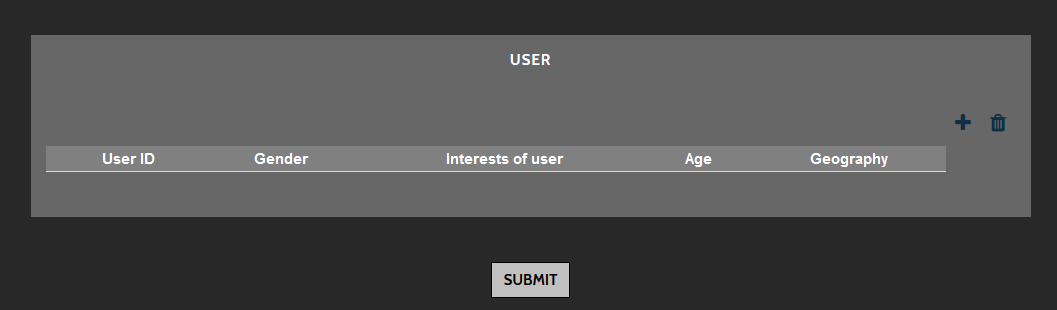 USER
User ID Gender Interests of user Age Geography
SUBMIT